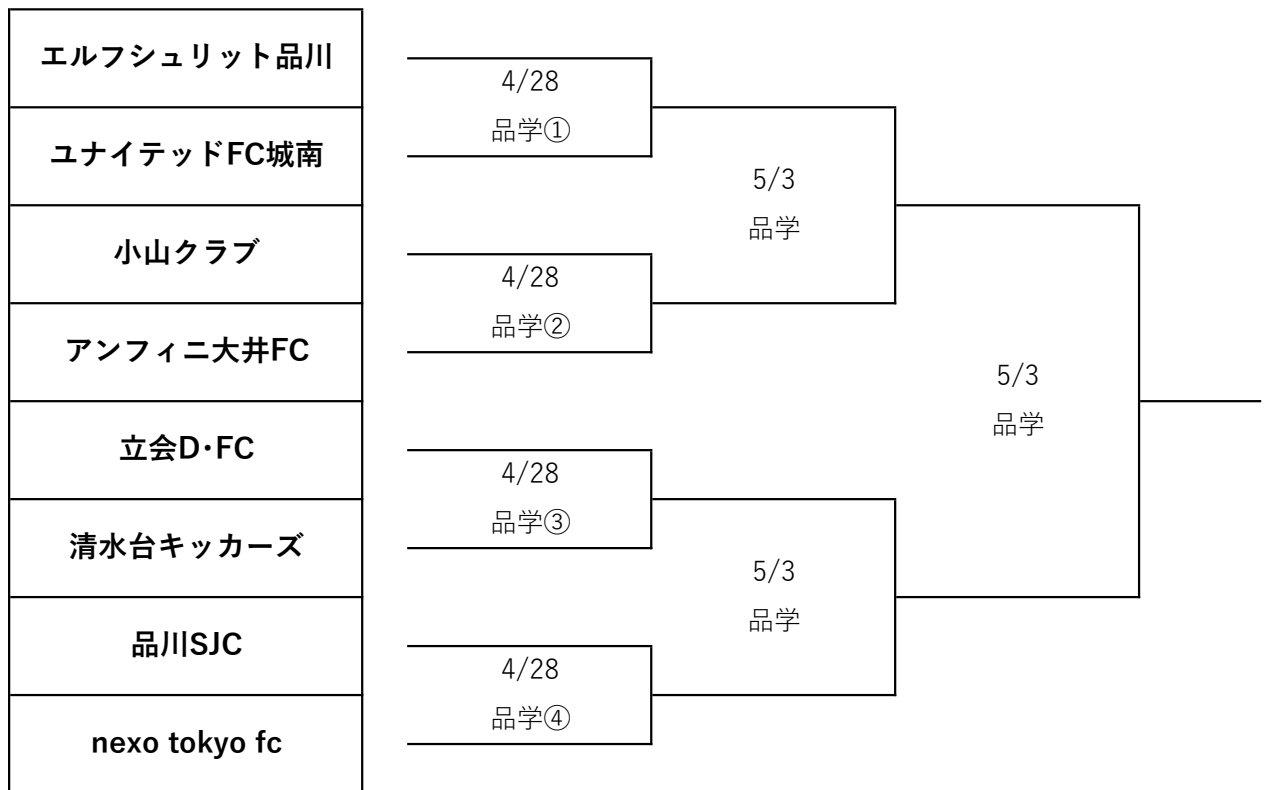 エルフシュリット品川
ユナイテッドFC城南
小山クラブ
アンフィニ大井FC
立会D・FC
清水台キッカーズ
品川SJC
nexo tokyo fc
4/28
品学①
4/28
品学②
4/28
品学③
4/28
品学④
5/3
品学
5/3
品学
5/3
品学